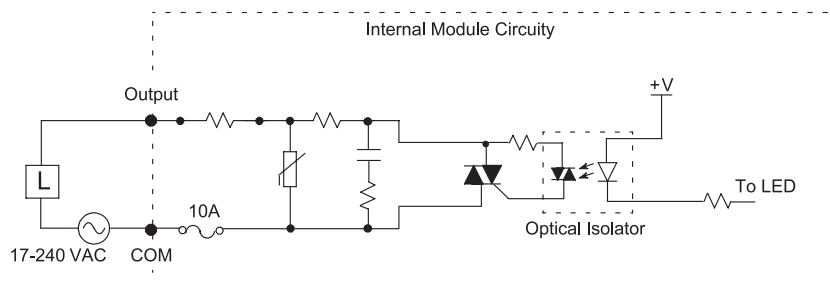 Internal Module Circuity
Output
+V
L
10A
To LED
17-240 VAC
COM
Optical Isolator